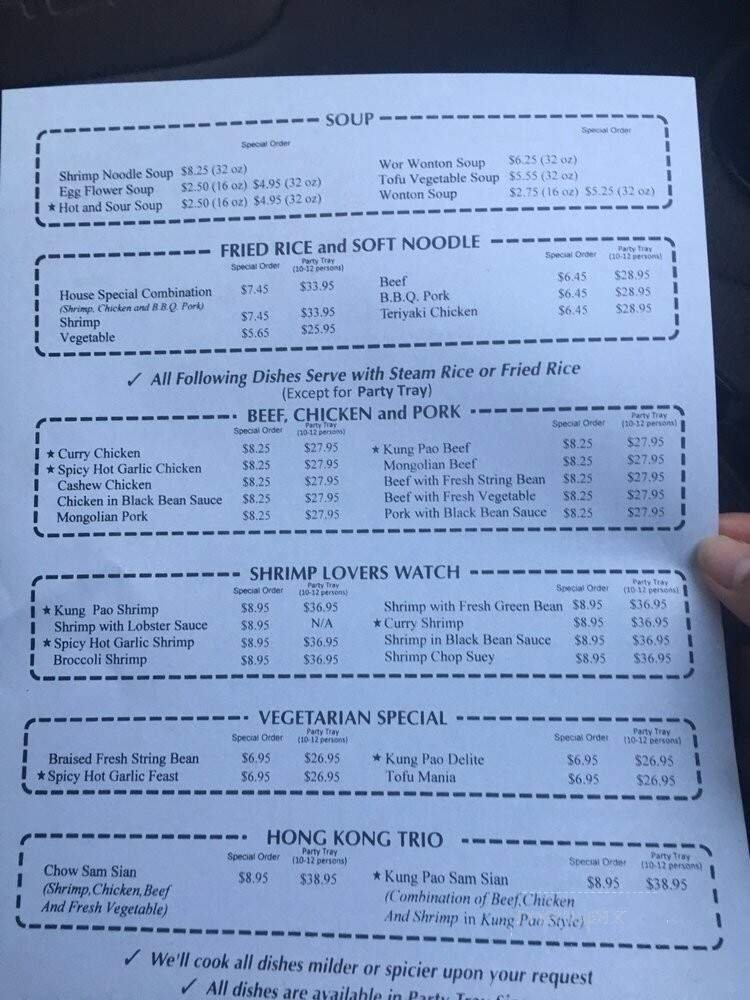 SOUP
Special Order Special Order
Shrimp Noodle Soup $8.25 (32 oz) Wor Wonton Soup $6.25 (32 oz)
Egg Flower Soup $2.50 (16 oz) $4.95 (32 oz) Tofu Vegetable Soup $5.55 (32 oz)
★ Hot and Sour Soup $2.50 (16 oz) $4.95 (32 oz) Wonton Soup $2.75 (16 oz) $5.25 (32 oz)
FRIED RICE and SOFT NOODLE
Special Order Party Tray (10-12 persons) Special Order Party Tray (10-12 persons)
House Special Combination $7.45 $33.95 Beef $6.45 $28.95
(Shrimp, Chicken and B.B.Q. Pork) B.B.Q. Pork $6.45 $28.95
Shrimp $7.45 $33.95 Teriyaki Chicken $6.45 $28.95
Vegetable $5.65 $25.95
✓ All Following Dishes Serve with Steam Rice or Fried Rice
(Except for Party Tray)
BEEF, CHICKEN and PORK
Special Order Party Tray (10-12 persons) Special Order Party Tray (10-12 persons)
★ Curry Chicken $8.25 $27.95 ★ Kung Pao Beef $8.25 $27.95
★ Spicy Hot Garlic Chicken $8.25 $27.95 Mongolian Beef $8.25 $27.95
Cashew Chicken $8.25 $27.95 Beef with Fresh String Bean $8.25 $27.95
Chicken in Black Bean Sauce $8.25 $27.95 Beef with Fresh Vegetable $8.25 $27.95
Mongolian Pork $8.25 $27.95 Pork with Black Bean Sauce $8.25 $27.95
SHRIMP LOVERS WATCH
Special Order Party Tray (10-12 persons) Special Order Party Tray (10-12 persons)
★ Kung Pao Shrimp $8.95 $36.95 Shrimp with Fresh Green Bean $8.95 $36.95
Shrimp with Lobster Sauce $8.95 N/A ★ Curry Shrimp $8.95 $36.95
★ Spicy Hot Garlic Shrimp $8.95 $36.95 Shrimp in Black Bean Sauce $8.95 $36.95
Broccoli Shrimp $8.95 $36.95 Shrimp Chop Suey $8.95 $36.95
VEGETARIAN SPECIAL
Special Order Party Tray (10-12 persons) Special Order Party Tray (10-12 persons)
Braised Fresh String Bean $6.95 $26.95 ★ Kung Pao Delite $6.95 $26.95
★ Spicy Hot Garlic Feast $6.95 $26.95 Tofu Mania $6.95 $26.95
HONG KONG TRIO
Special Order Party Tray (10-12 persons) Special Order Party Tray (10-12 persons)
Chow Sam Sian $8.95 $38.95 ★ Kung Pao Sam Sian $8.95 $38.95
(Shrimp, Chicken, Beef (Combination of Beef, Chicken
And Fresh Vegetable) And Shrimp in Kung Pao Style)
✓ We'll cook all dishes milder or spicier upon your request
✓ All dishes are available in Party Tray